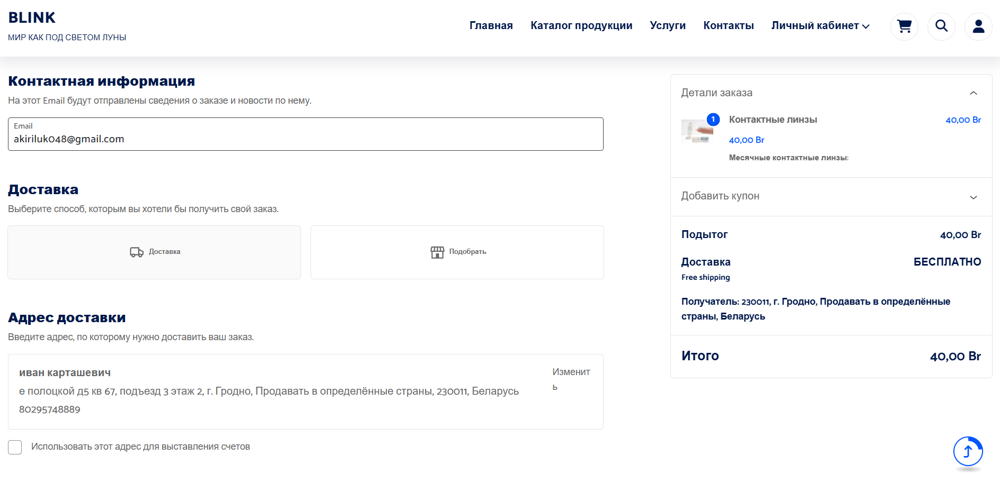 BLINK
МИР КАК ПОД СВЕТОМ ЛУНЫ
Главная
Каталог продукции
Услуги
Контакты
Личный кабинет
Контактная информация
На этот Email будут отправлены сведения о заказе и новости по нему.
Email
akiriluk048@gmail.com
Доставка
Выберите способ, которым вы хотели бы получить свой заказ.
Доставка
Подобрать
Адрес доставки
Введите адрес, по которому нужно доставить ваш заказ.
иван карташевич
е полоцкой д5 кв 67, подъезд 3 этаж 2, г. Гродно, Продавать в определённые страны, 230011, Беларусь
80295748889
Изменит
ь
Использовать этот адрес для выставления счетов
Детали заказа
1
Контактные линзы
40,00 Br
40,00 Br
Месячные контактные линзы:
Добавить купон
Подытог
40,00 Br
Доставка
БЕСПЛАТНО
Free shipping
Получатель: 230011, г. Гродно, Продавать в определённые
страны, Беларусь
Итого
40,00 Br